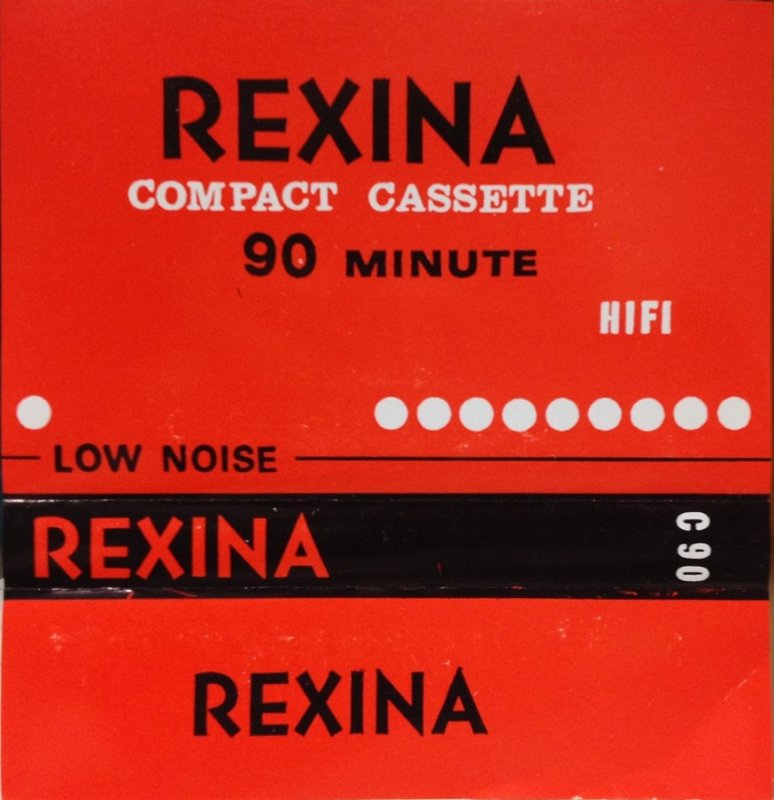 REXINA
COMPACT CASSETTE
90 MINUTE
HIFI
LOW NOISE
REXINA
C90
REXINA